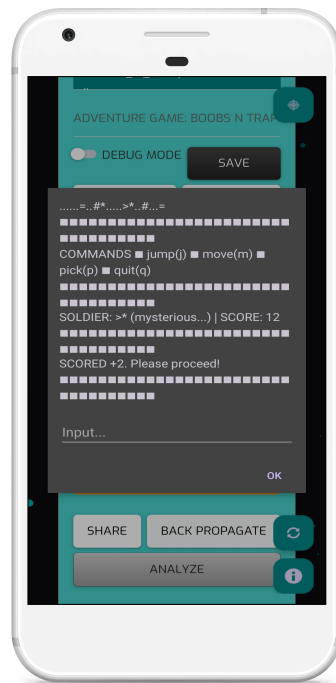 ADVENTURE GAME: BOOBS N TRAP
DEBUG MODE
SAVE
......=..#*.....>*..#...=
■■■■■■■■■■■■■■■■■■■■■■■■
■■■■■■■■■■
COMMANDS ■ jump(j) ■ move(m) ■
pick(p) ■ quit(q)
■■■■■■■■■■■■■■■■■■■■■■■■
■■■■■■■■■■
SOLDIER: >* (mysterious...) | SCORE: 12
■■■■■■■■■■■■■■■■■■■■■■■■
■■■■■■■■■■
SCORED +2. Please proceed!
■■■■■■■■■■■■■■■■■■■■■■■■
■■■■■■■■■■
Input...
OK
SHARE
BACK PROPAGATE
ANALYZE